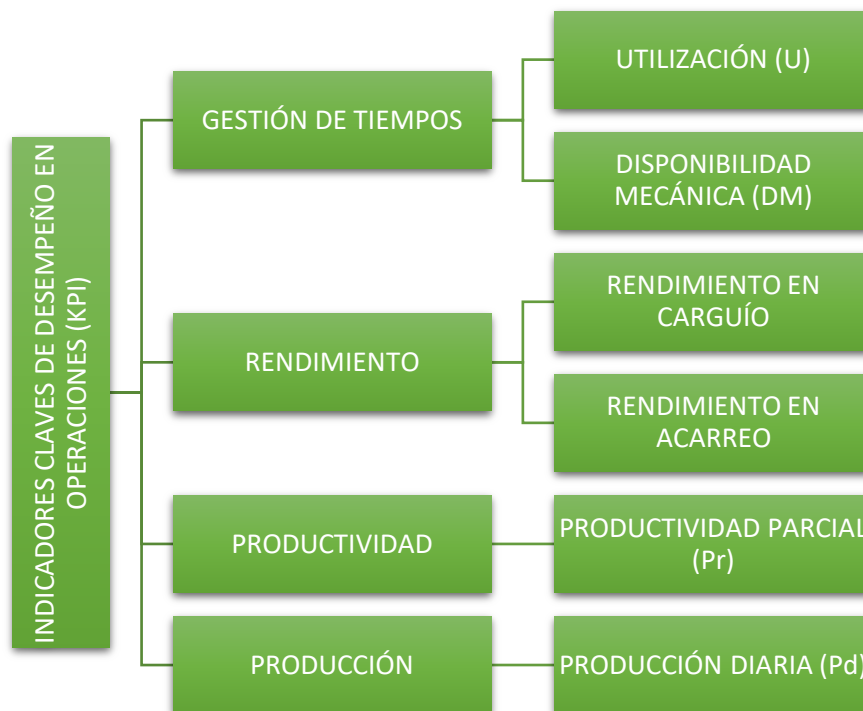 INDICADORES CLAVES DE DESEMPEÑO EN
OPERACIONES (KPI)
GESTIÓN DE TIEMPOS
UTILIZACIÓN (U)
DISPONIBILIDAD
MECÁNICA (DM)
RENDIMIENTO
RENDIMIENTO EN
CARGUÍO
RENDIMIENTO EN
ACARREO
PRODUCTIVIDAD
PRODUCTIVIDAD PARCIAL
(Pr)
PRODUCCIÓN
PRODUCCIÓN DIARIA (Pd)